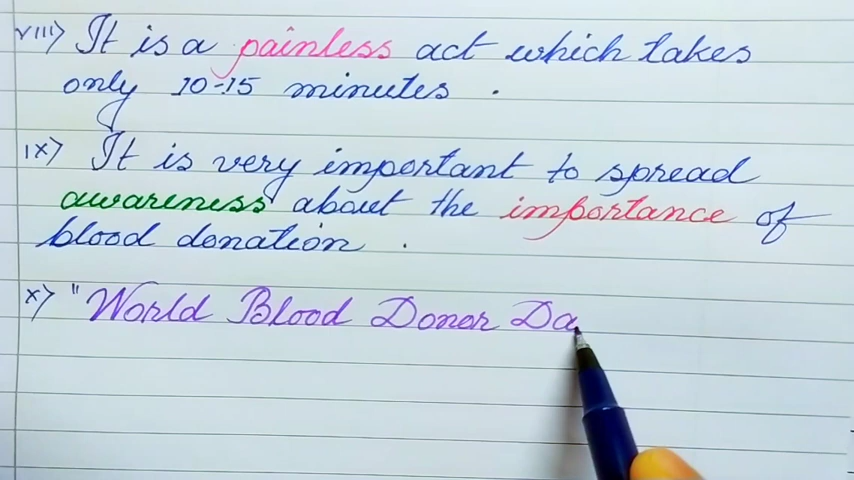 viii) It is a painless act which takes
only 10-15 minutes .
ix) It is very important to spread
awareness about the importance of
blood donation .
x) "World Blood Donor Da